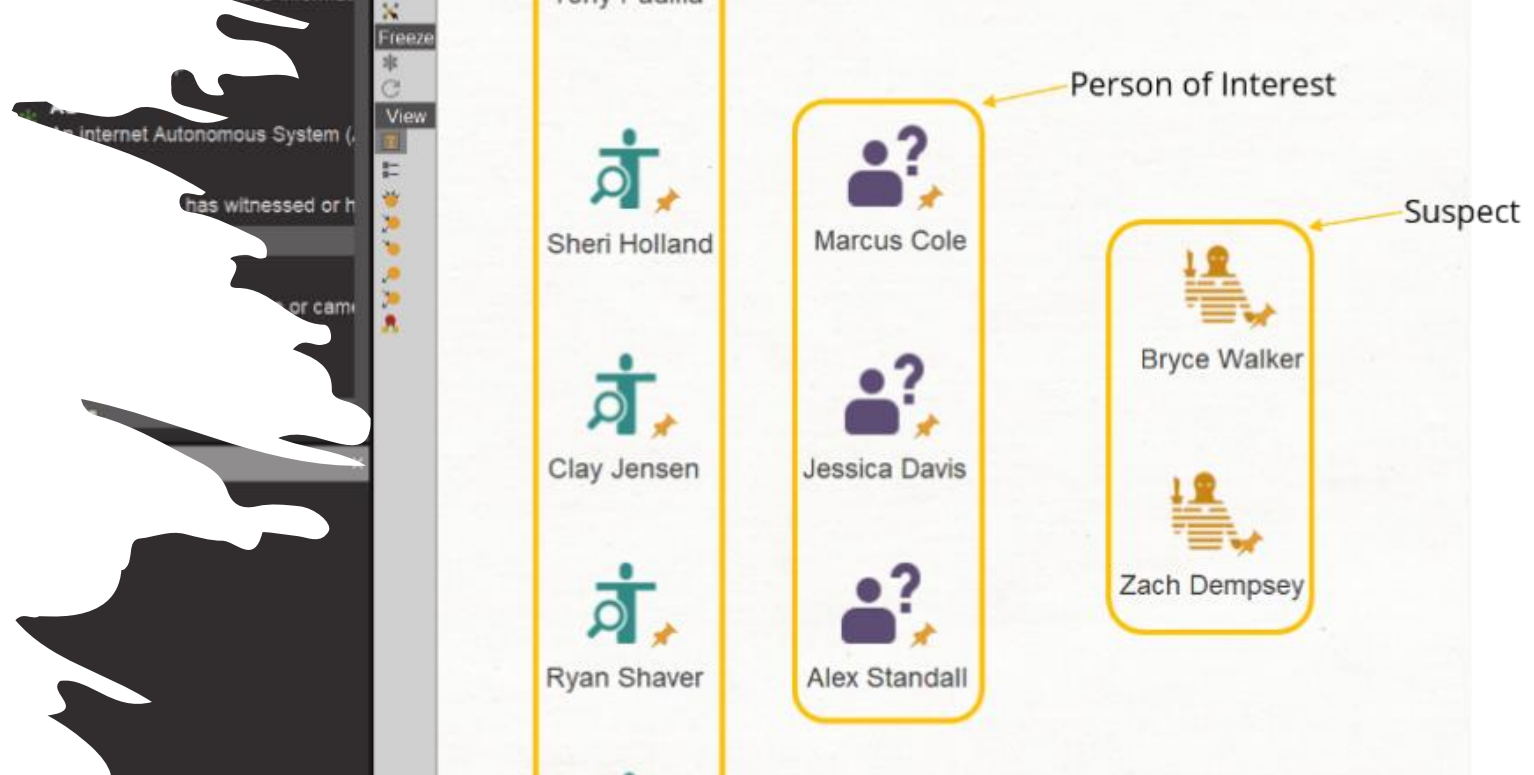 Freeze
View
internet Autonomous System (
has witnessed or h
or came
Person of Interest
Suspect
Sheri Holland
Marcus Cole
Bryce Walker
Clay Jensen
Jessica Davis
Zach Dempsey
Ryan Shaver
Alex Standall